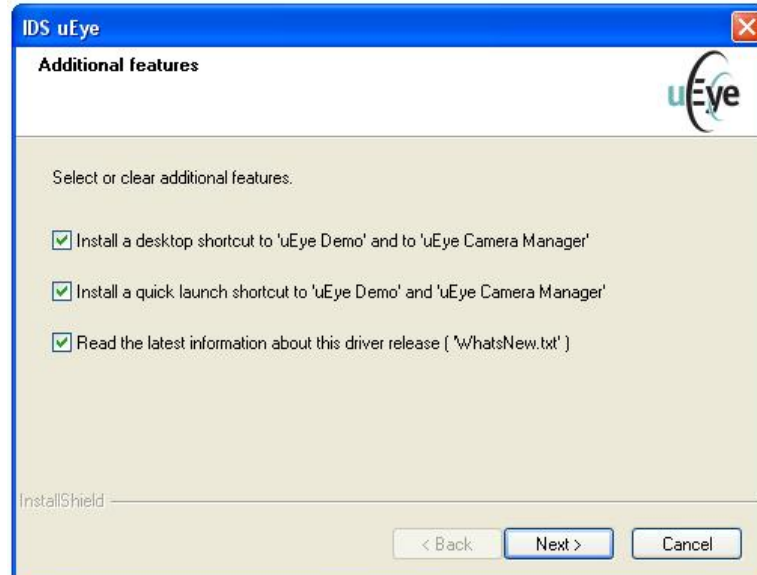 IDS uEye
Additional features
uEye
Select or clear additional features.
Install a desktop shortcut to 'uEye Demo' and to 'uEye Camera Manager'
Install a quick launch shortcut to 'uEye Demo' and 'uEye Camera Manager'
Read the latest information about this driver release ( 'WhatsNew.txt' )
InstallShield
< Back Next > Cancel